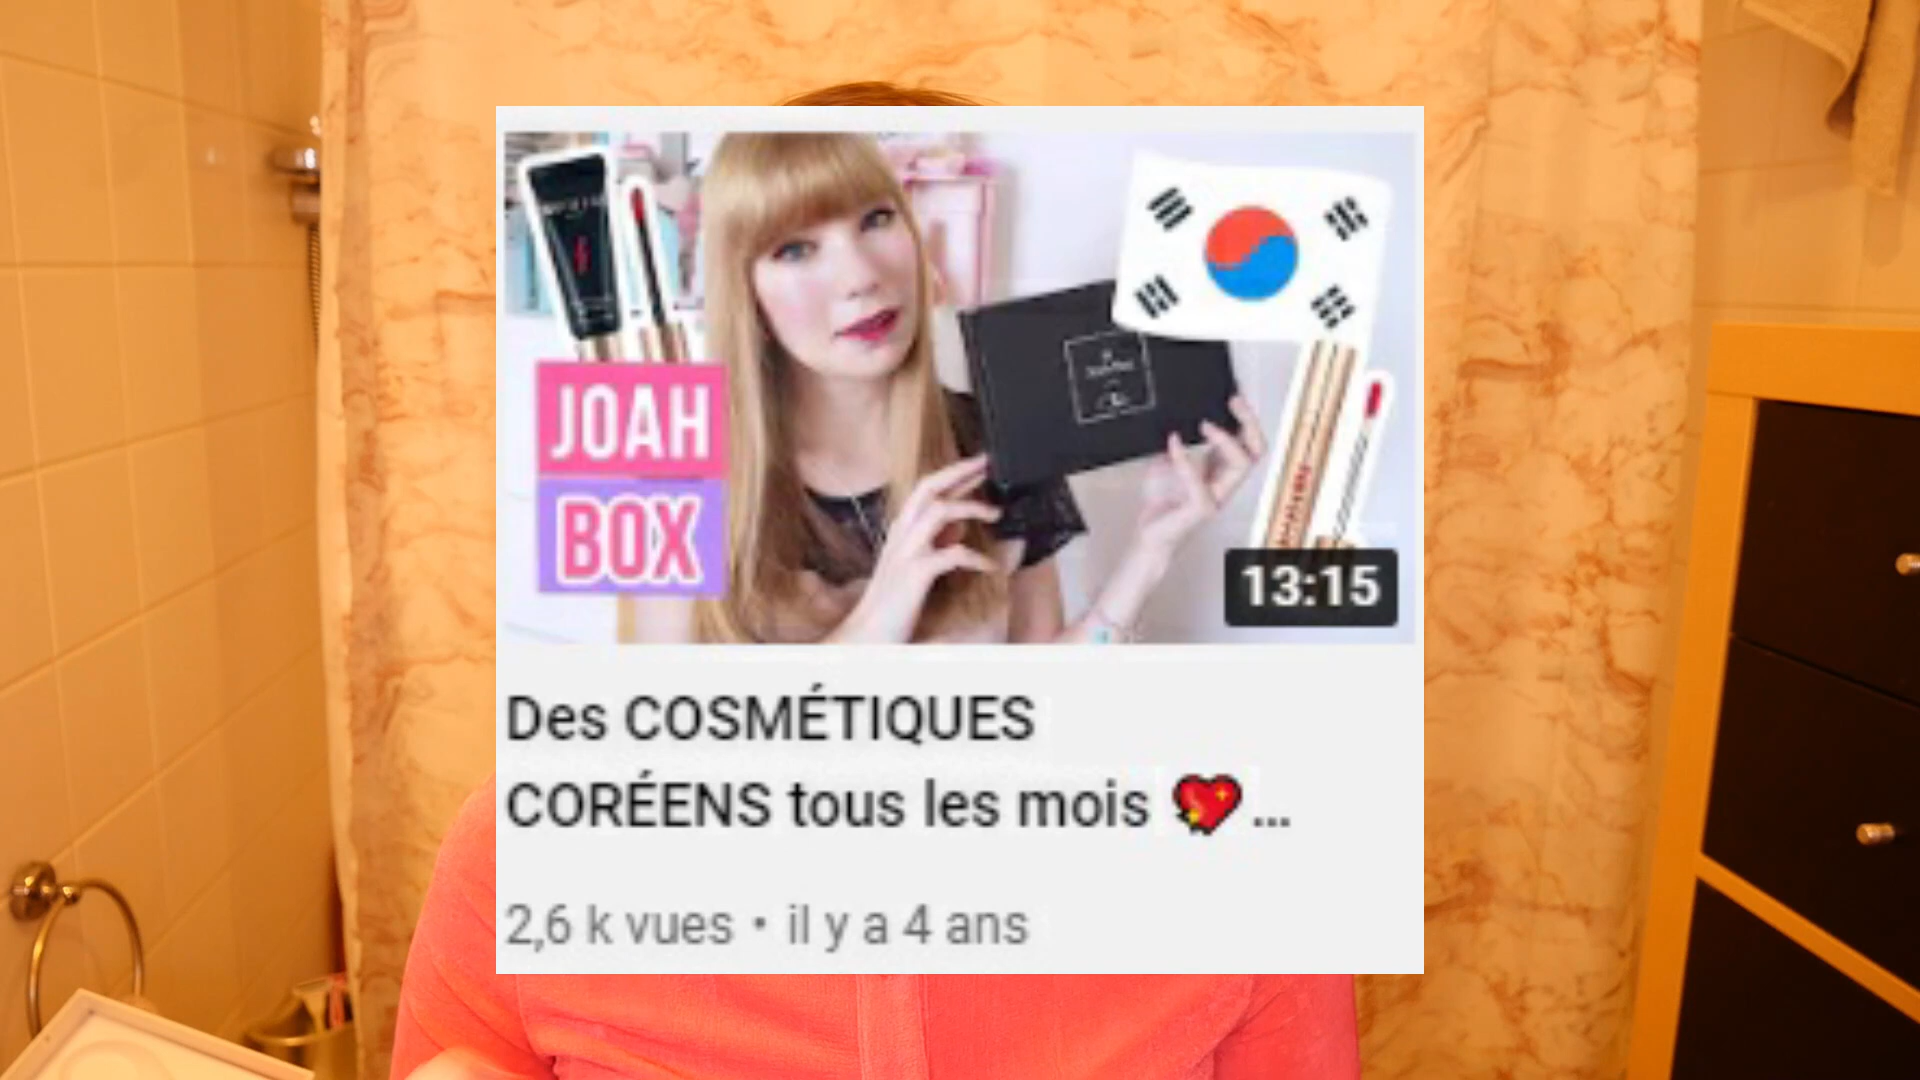 JOAH
BOX
13:15
Des COSMÉTIQUES
CORÉENS tous les mois 💖...
2,6 k vues • il y a 4 ans